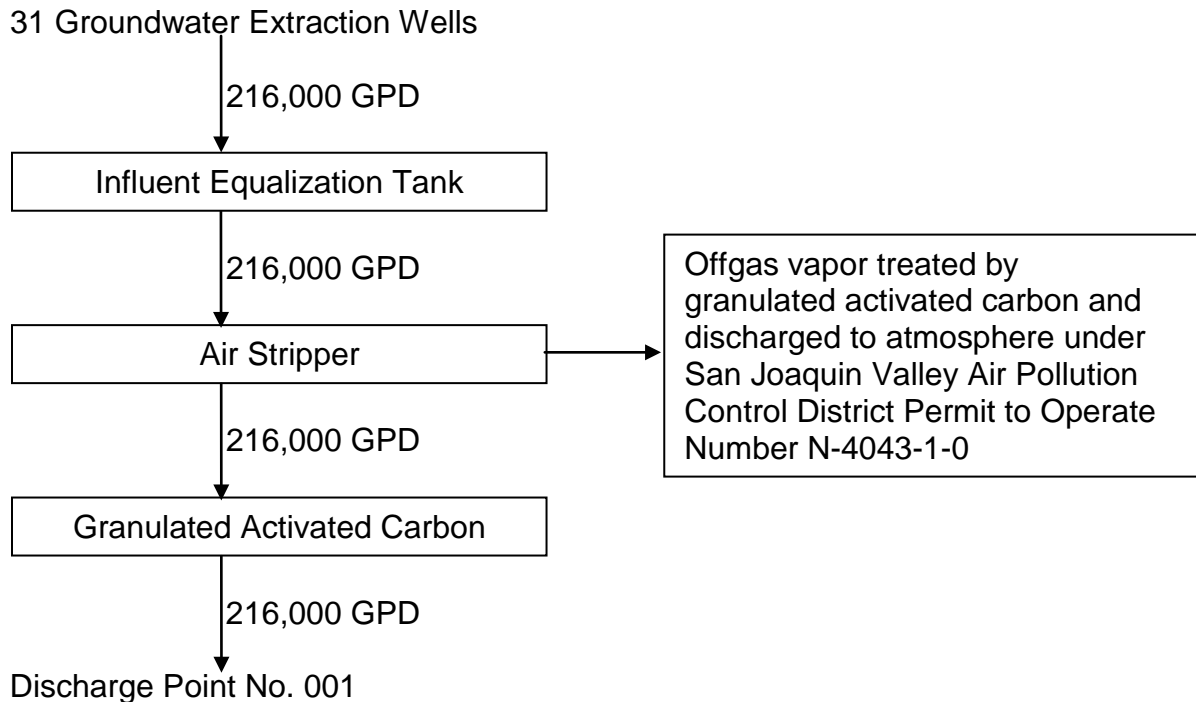 31 Groundwater Extraction Wells
216,000 GPD
Influent Equalization Tank
216,000 GPD
Air Stripper
Offgas vapor treated by
granulated activated carbon and
discharged to atmosphere under
San Joaquin Valley Air Pollution
Control District Permit to Operate
Number N-4043-1-0
216,000 GPD
Granulated Activated Carbon
216,000 GPD
Discharge Point No. 001